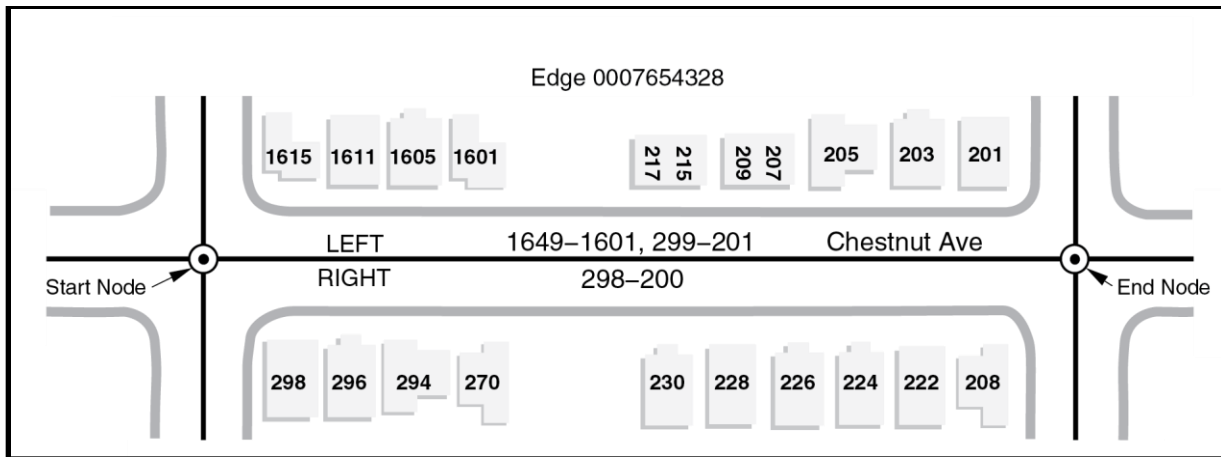 Edge 0007654328
1615 1611 1605 1601 217 215 209 207 205 203 201
LEFT 1649–1601, 299–201 Chestnut Ave
RIGHT 298–200
Start Node End Node
298 296 294 270 230 228 226 224 222 208